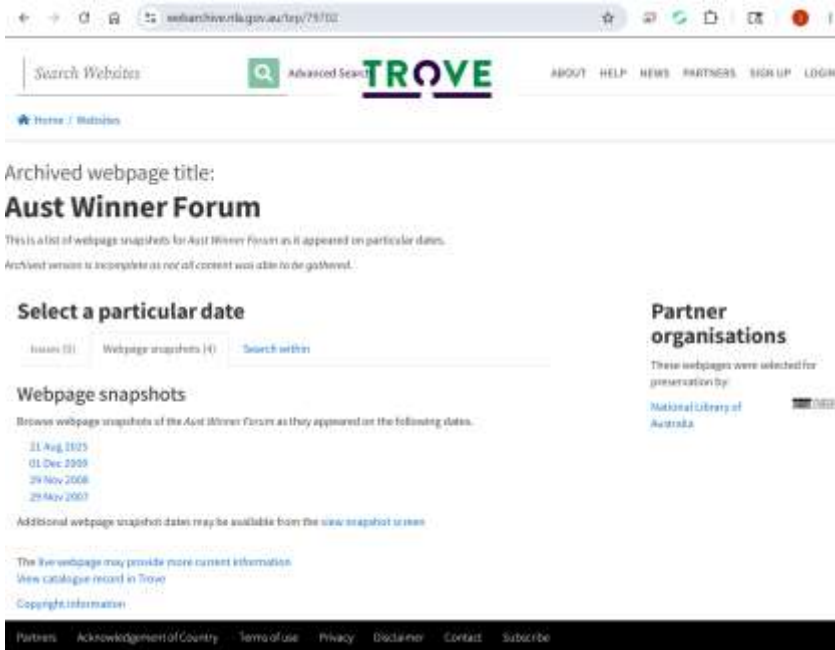 webarchive.nla.gov.au/tep/79702
Search Websites
Advanced Search
TROVE
ABOUT HELP NEWS PARTNERS SIGN UP LOGIN
Home / Websites
Archived webpage title:
Aust Winner Forum
This is a list of webpage snapshots for Aust Winner Forum as it appeared on particular dates.
Archived version is incomplete as not all content was able to be gathered.
Select a particular date
Issues (0) Webpage snapshots (4) Search within
Webpage snapshots
Browse webpage snapshots of the Aust Winner Forum as they appeared on the following dates.
21 Aug 2025
01 Dec 2009
29 Nov 2008
29 Nov 2007
Additional webpage snapshot dates may be available from the view snapshot screen
The live webpage may provide more current information
View catalogue record in Trove
Copyright information
Partner
organisations
These webpages were selected for
preservation by:
National Library of
Australia
Partners Acknowledgement of Country Terms of use Privacy Disclaimer Contact Subscribe